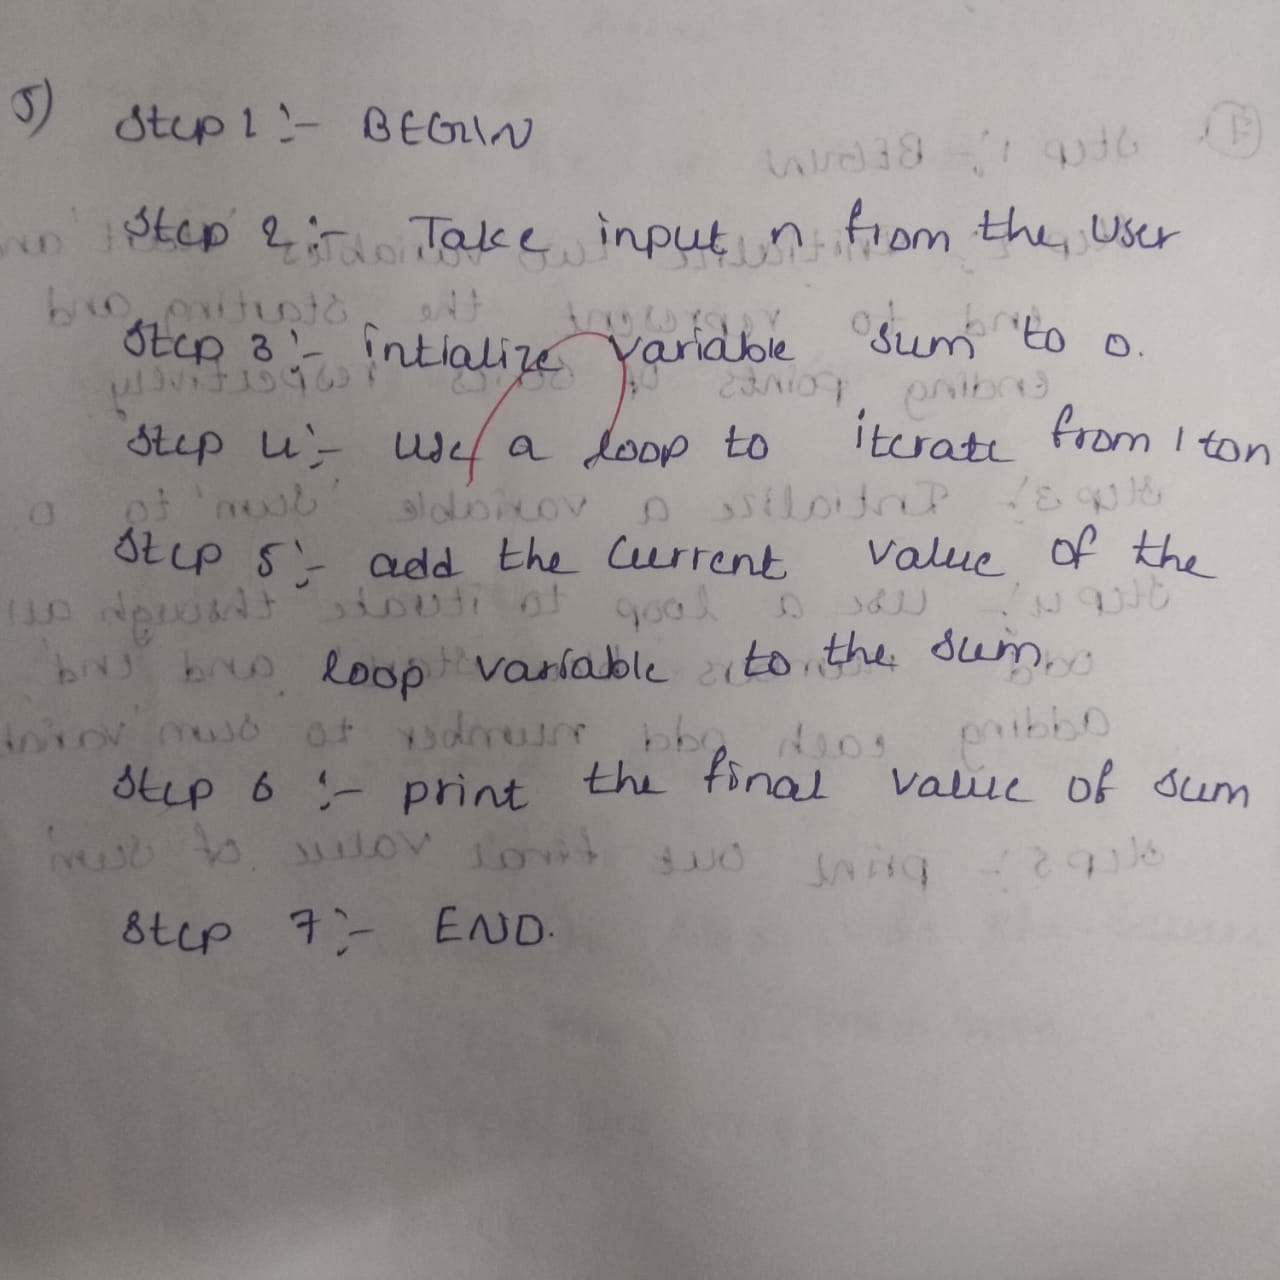 5) Step 1 :- BEGIN
Step 2 :- Take input n from the user
Step 3 :- intialize variable sum to 0.
Step 4 :- use a loop to iterate from 1 to n
Step 5 :- add the current value of the
loop variable to the sum.
Step 6 :- print the final value of sum
Step 7 :- END.